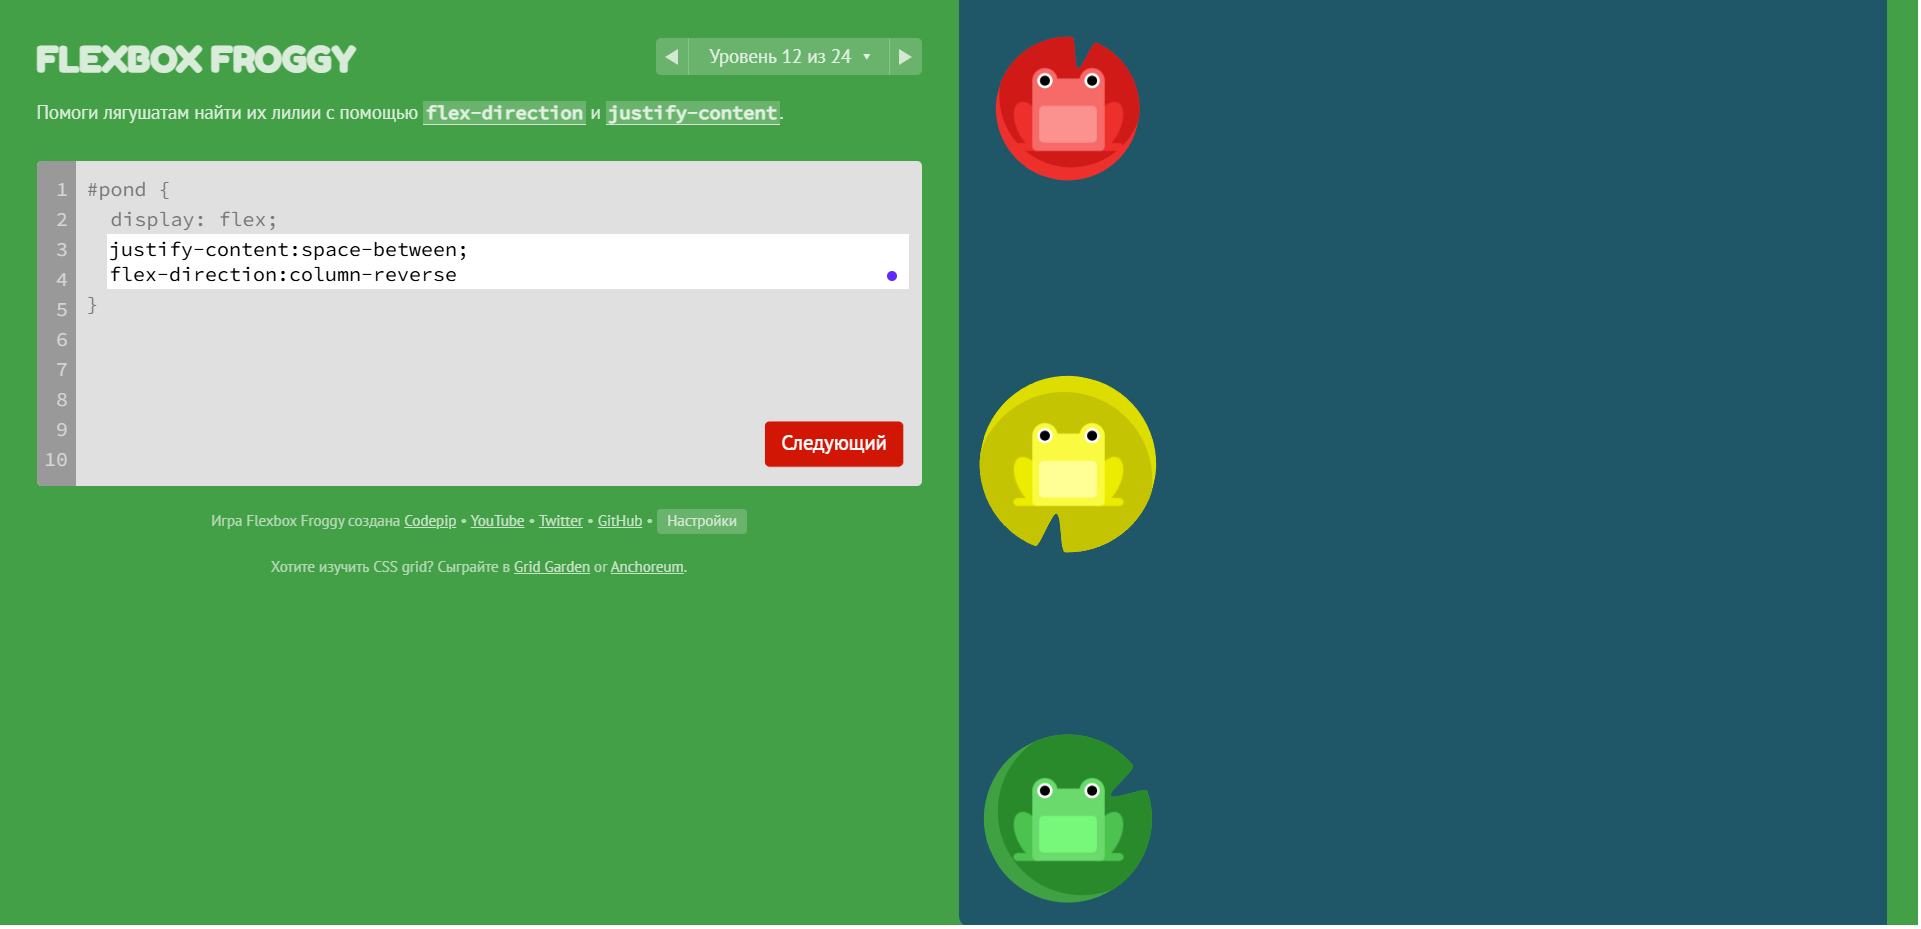 FLEXBOX FROGGY
◀ Уровень 12 из 24 ▾ ▶
Помоги лягушатам найти их лилии с помощью flex-direction и justify-content.
1 #pond {
2 display: flex;
3 justify-content:space-between;
4 flex-direction:column-reverse
5 }
6
7
8
9
10
Следующий
Игра Flexbox Froggy создана Codepip • YouTube • Twitter • GitHub • Настройки
Хотите изучить CSS grid? Сыграйте в Grid Garden or Anchoreum.